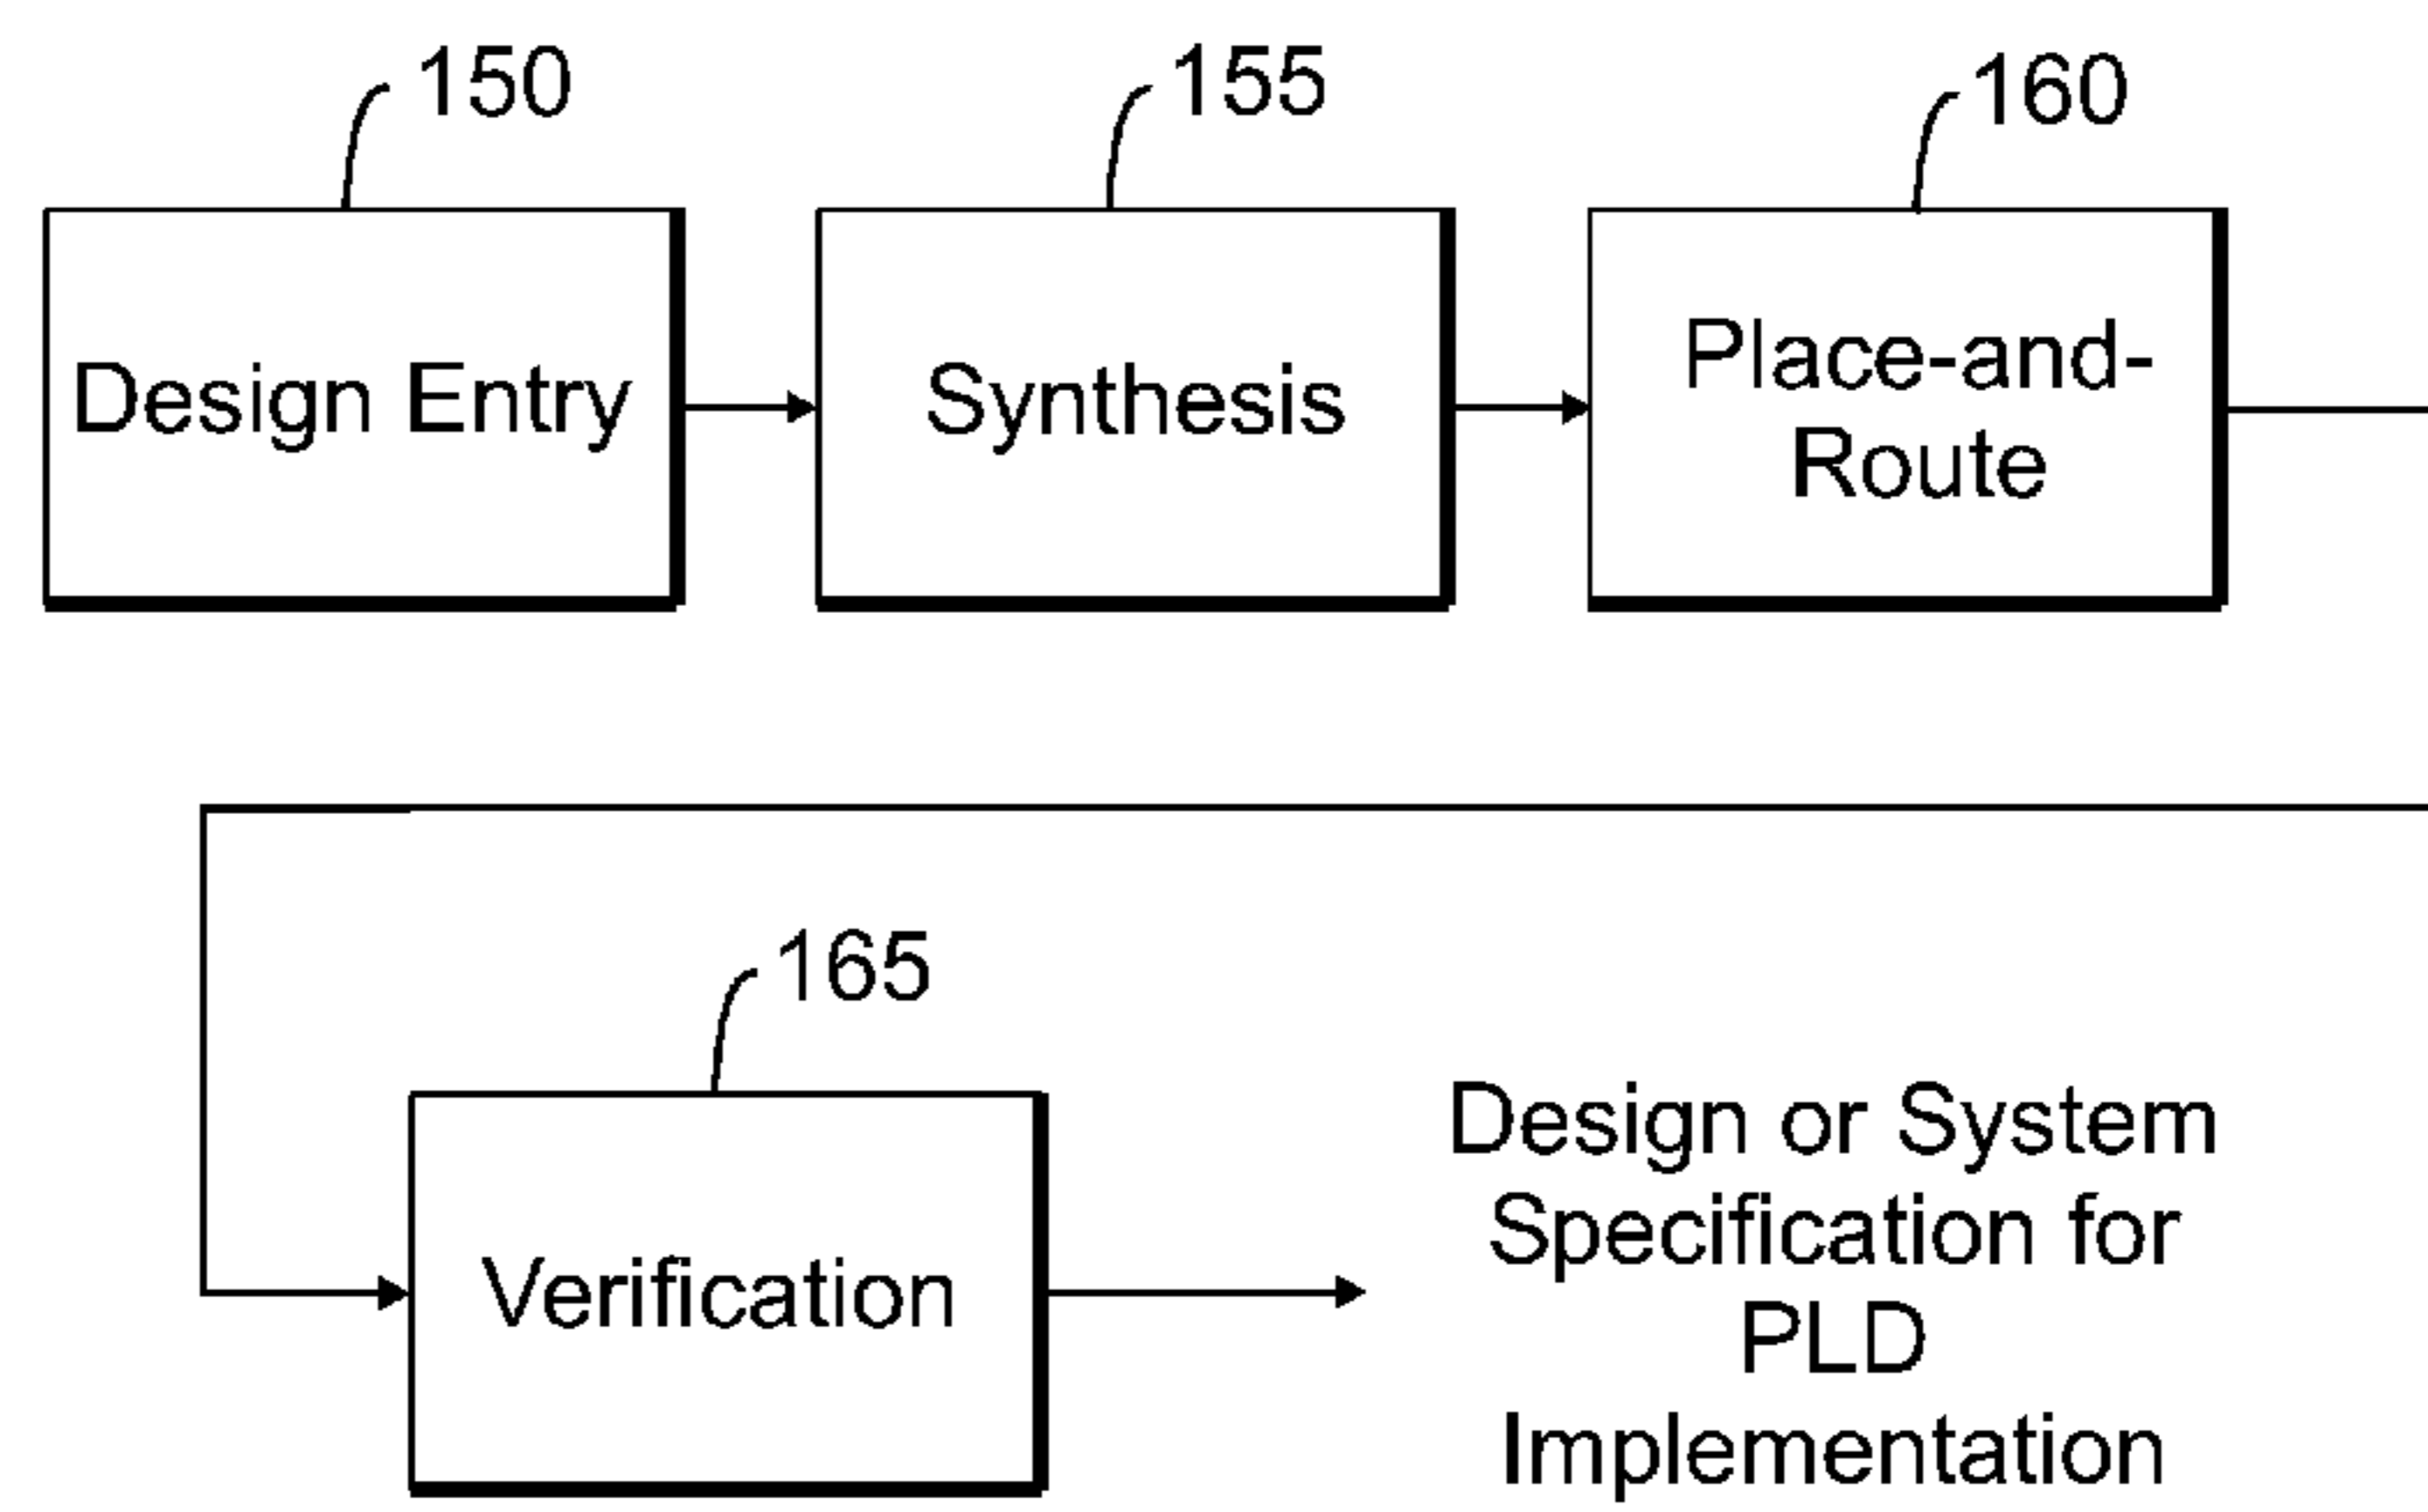 150
155
160
Design Entry
Synthesis
Place-and-
Route
165
Verification
Design or System
Specification for
PLD
Implementation